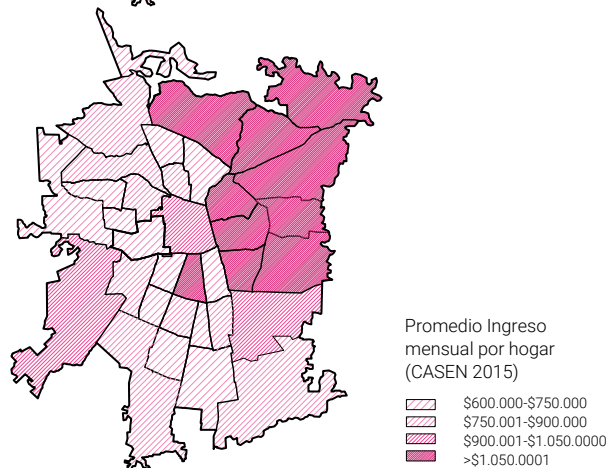 Promedio Ingreso
mensual por hogar
(CASEN 2015)
$600.000-$750.000
$750.001-$900.000
$900.001-$1.050.0000
>$1.050.0001